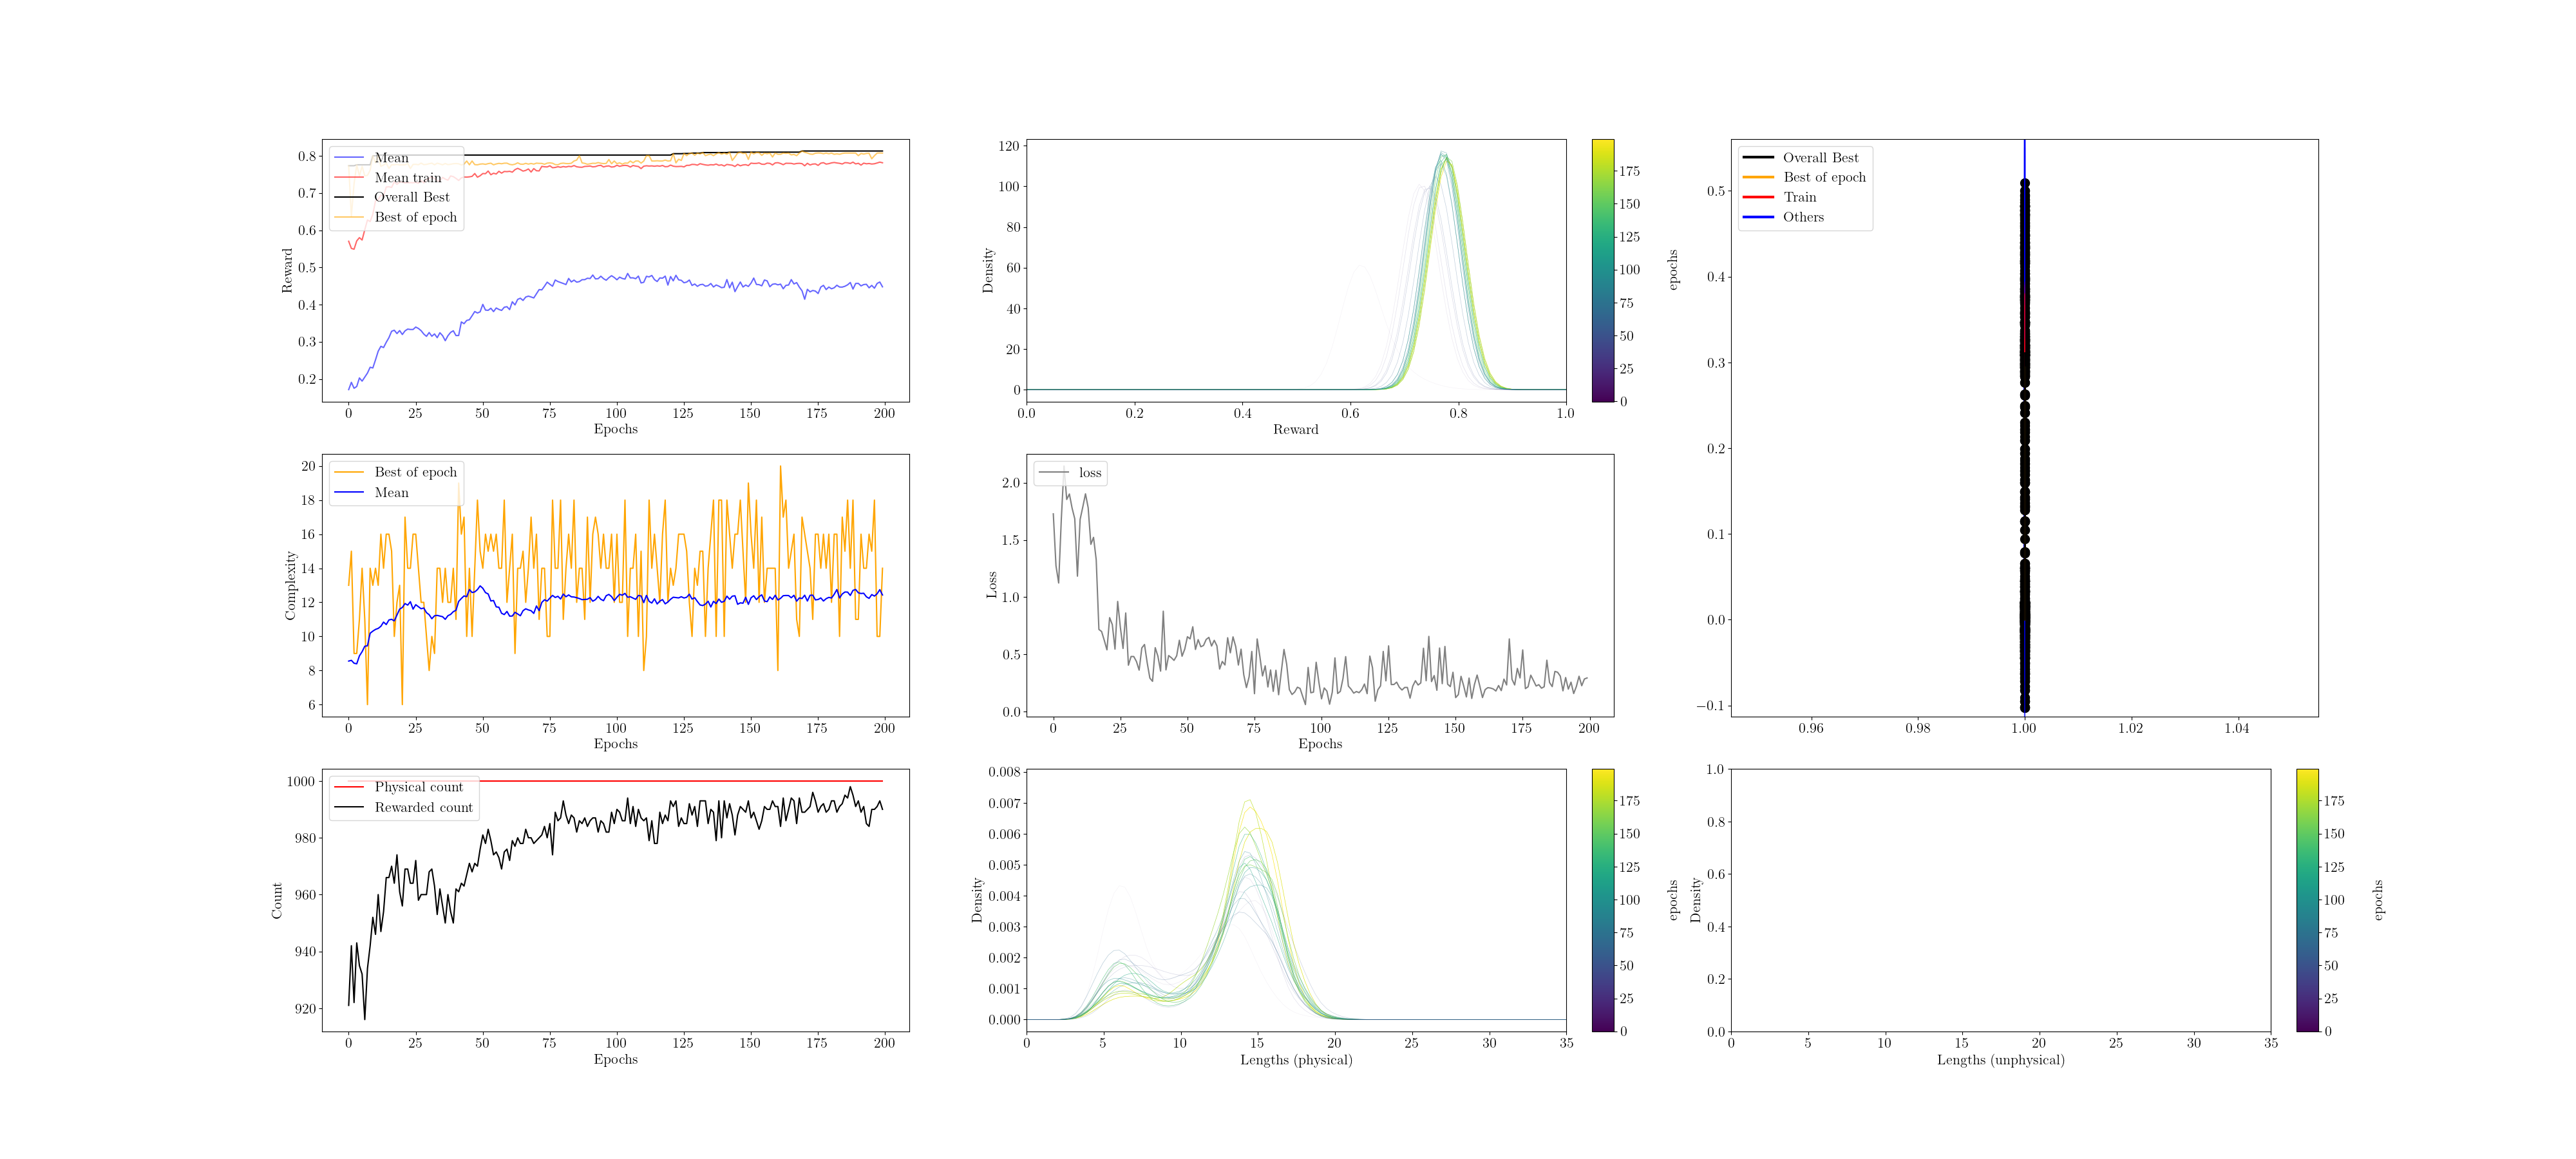 Mean
Mean train
Overall Best
Best of epoch
0.8
0.7
0.6
0.5
0.4
0.3
0.2
Reward
0 25 50 75 100 125 150 175 200
Epochs
120
100
80
60
40
20
0
Density
0.0 0.2 0.4 0.6 0.8 1.0
Reward
175
150
125
100
75
50
25
0
epochs
Overall Best
Best of epoch
Train
Others
0.5
0.4
0.3
0.2
0.1
0.0
−0.1
0.96 0.98 1.00 1.02 1.04
Best of epoch
Mean
20
18
16
14
12
10
8
6
Complexity
0 25 50 75 100 125 150 175 200
Epochs
loss
2.0
1.5
1.0
0.5
0.0
Loss
0 25 50 75 100 125 150 175 200
Epochs
Physical count
Rewarded count
1000
980
960
940
920
Count
0 25 50 75 100 125 150 175 200
Epochs
0.008
0.007
0.006
0.005
0.004
0.003
0.002
0.001
0.000
Density
0 5 10 15 20 25 30 35
Lengths (physical)
175
150
125
100
75
50
25
0
epochs
1.0
0.8
0.6
0.4
0.2
0.0
Density
0 5 10 15 20 25 30 35
Lengths (unphysical)
175
150
125
100
75
50
25
0
epochs